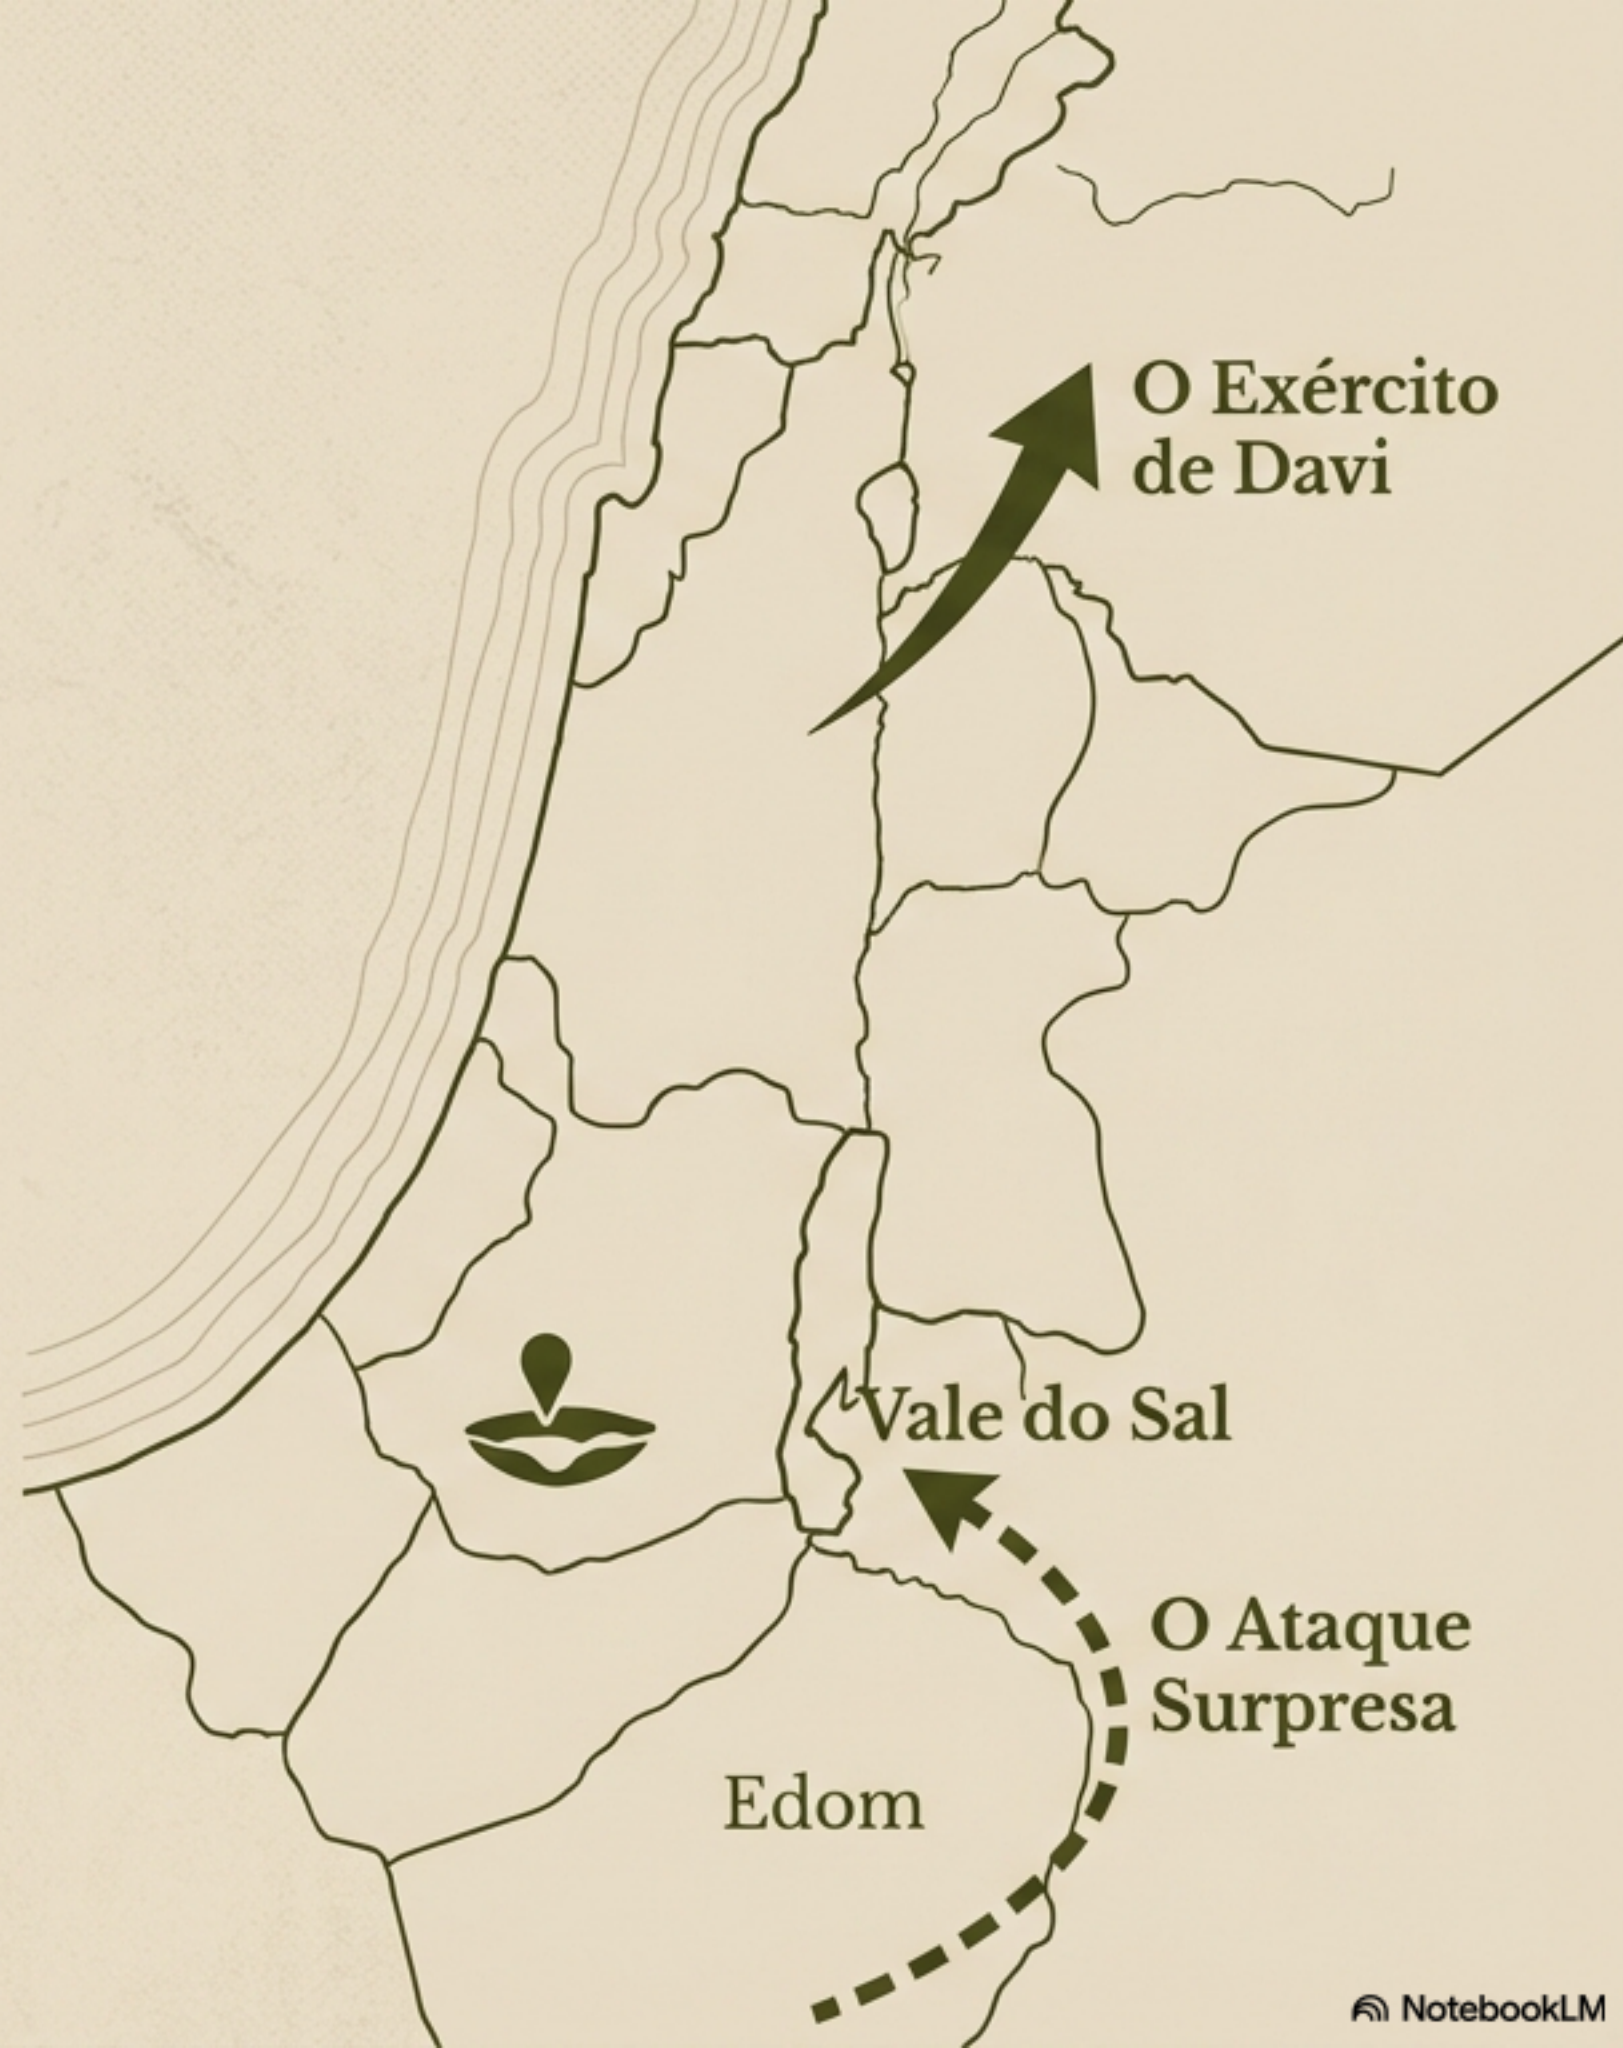 O Exército
de Davi
Vale do Sal
O Ataque
Surpresa
Edom
NotebookLM